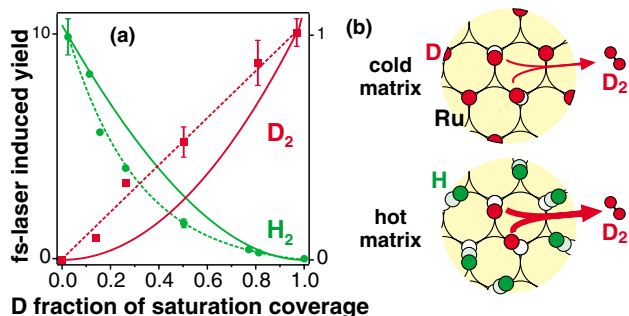 (a)
(b)
fs-laser induced yield
10
0
1
0
D₂
H₂
0.0 0.2 0.4 0.6 0.8 1.0
D fraction of saturation coverage
D
cold
matrix
Ru
D₂
H
hot
matrix
D₂